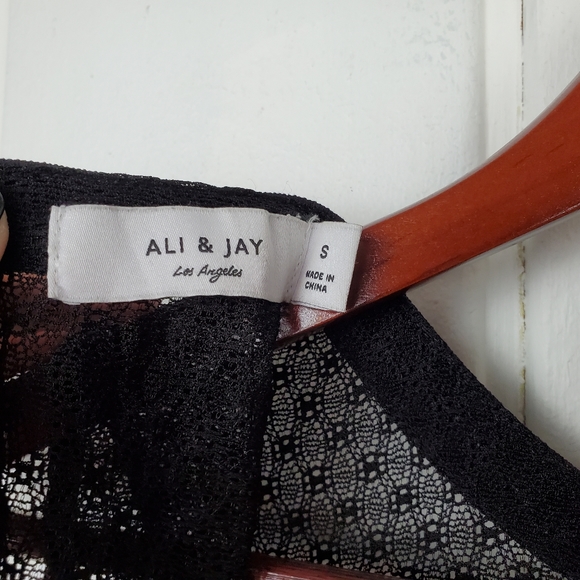 ALI & JAY
Los Angeles
S
MADE IN
CHINA